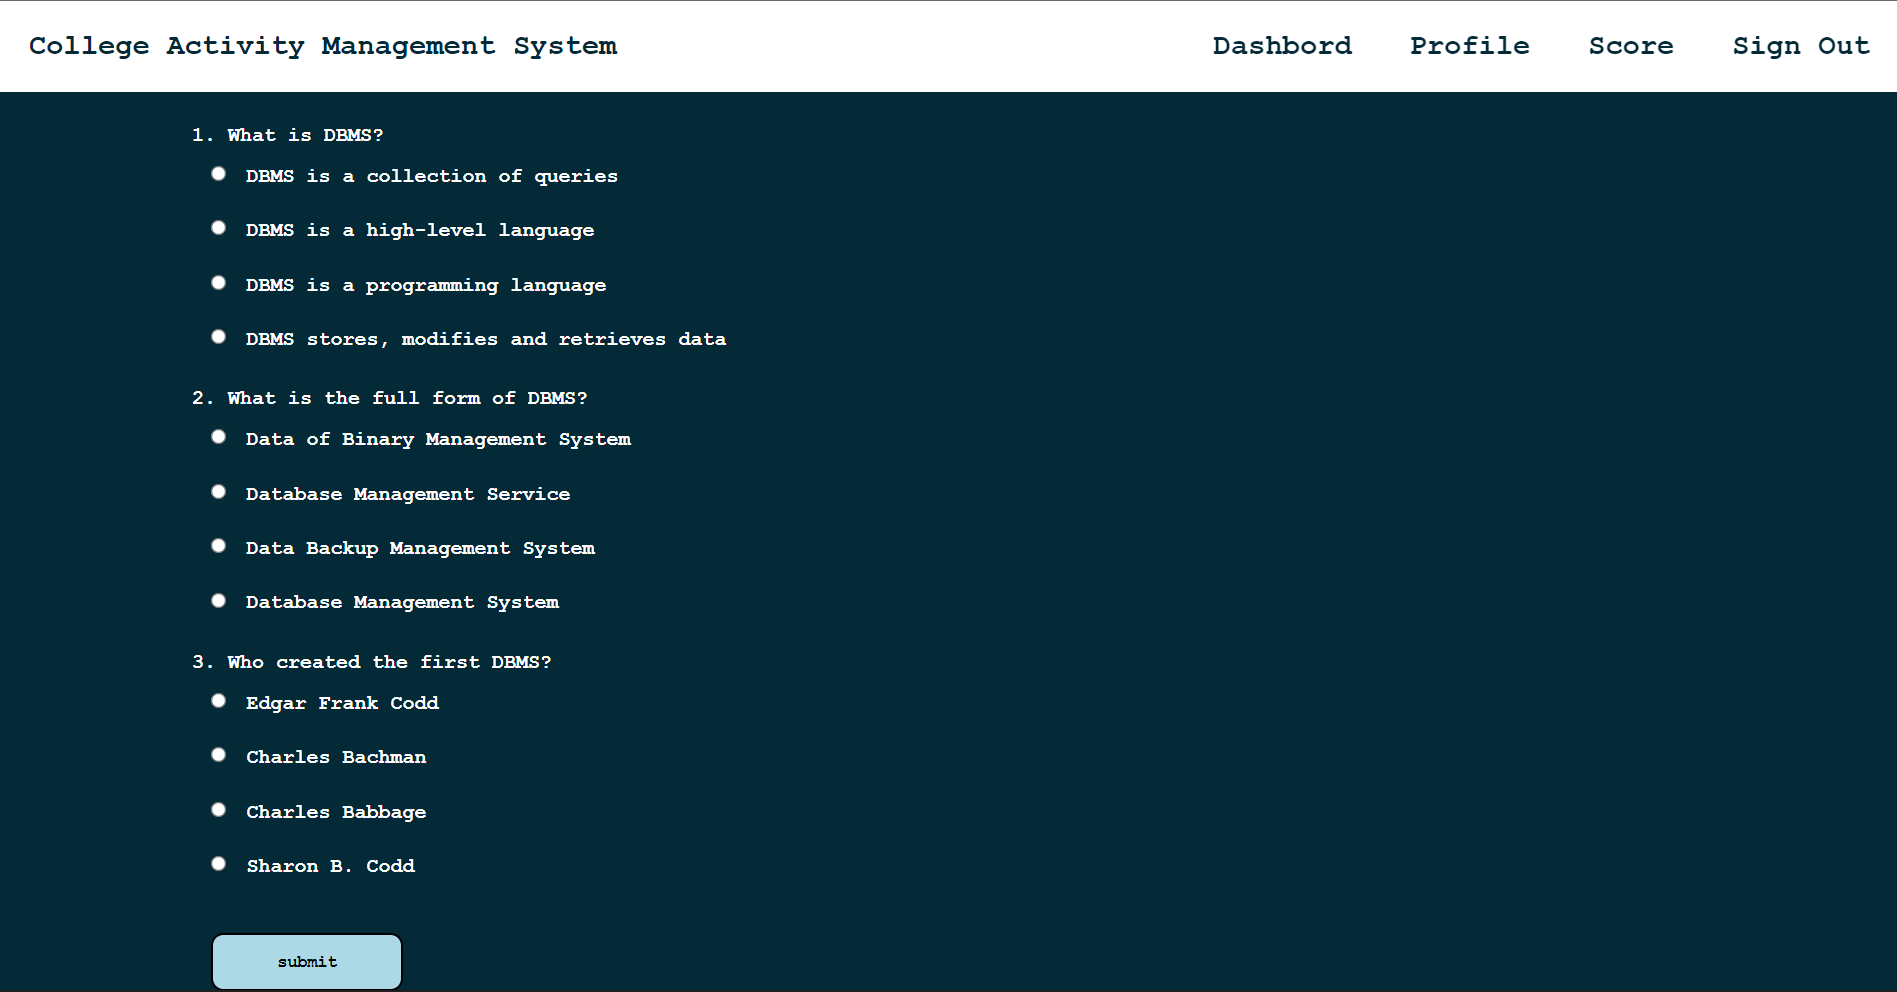 College Activity Management System Dashbord Profile Score Sign Out
1. What is DBMS?
DBMS is a collection of queries
DBMS is a high-level language
DBMS is a programming language
DBMS stores, modifies and retrieves data
2. What is the full form of DBMS?
Data of Binary Management System
Database Management Service
Data Backup Management System
Database Management System
3. Who created the first DBMS?
Edgar Frank Codd
Charles Bachman
Charles Babbage
Sharon B. Codd
submit